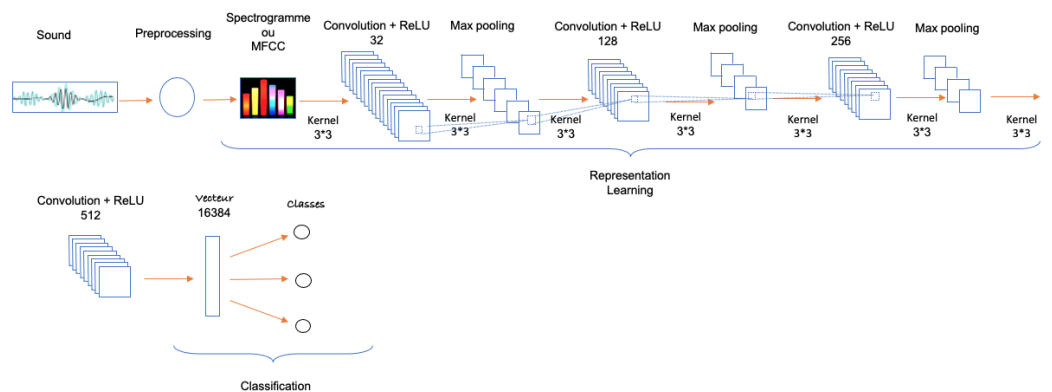 Sound
Preprocessing
Spectrogramme
ou
MFCC
Convolution + ReLU
32
Max pooling
Convolution + ReLU
128
Max pooling
Convolution + ReLU
256
Max pooling
Kernel
3*3
Kernel
3*3
Kernel
3*3
Kernel
3*3
Kernel
3*3
Kernel
3*3
Kernel
3*3
Representation
Learning
Convolution + ReLU
512
Vecteur
16384
Classes
Classification